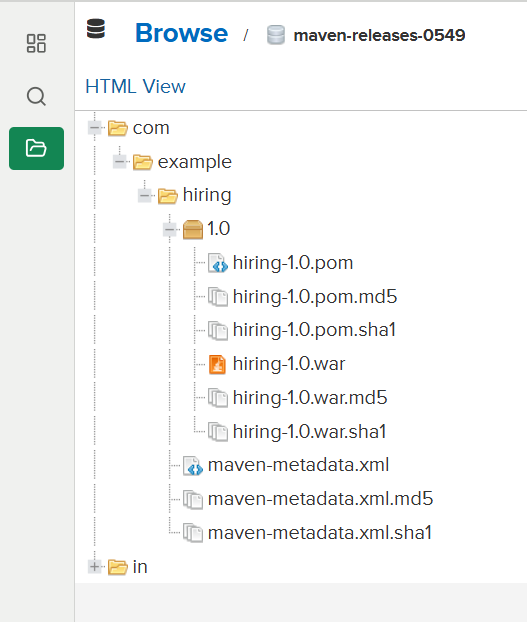 Browse / maven-releases-0549
HTML View
com
example
hiring
1.0
hiring-1.0.pom
hiring-1.0.pom.md5
hiring-1.0.pom.sha1
hiring-1.0.war
hiring-1.0.war.md5
hiring-1.0.war.sha1
maven-metadata.xml
maven-metadata.xml.md5
maven-metadata.xml.sha1
in